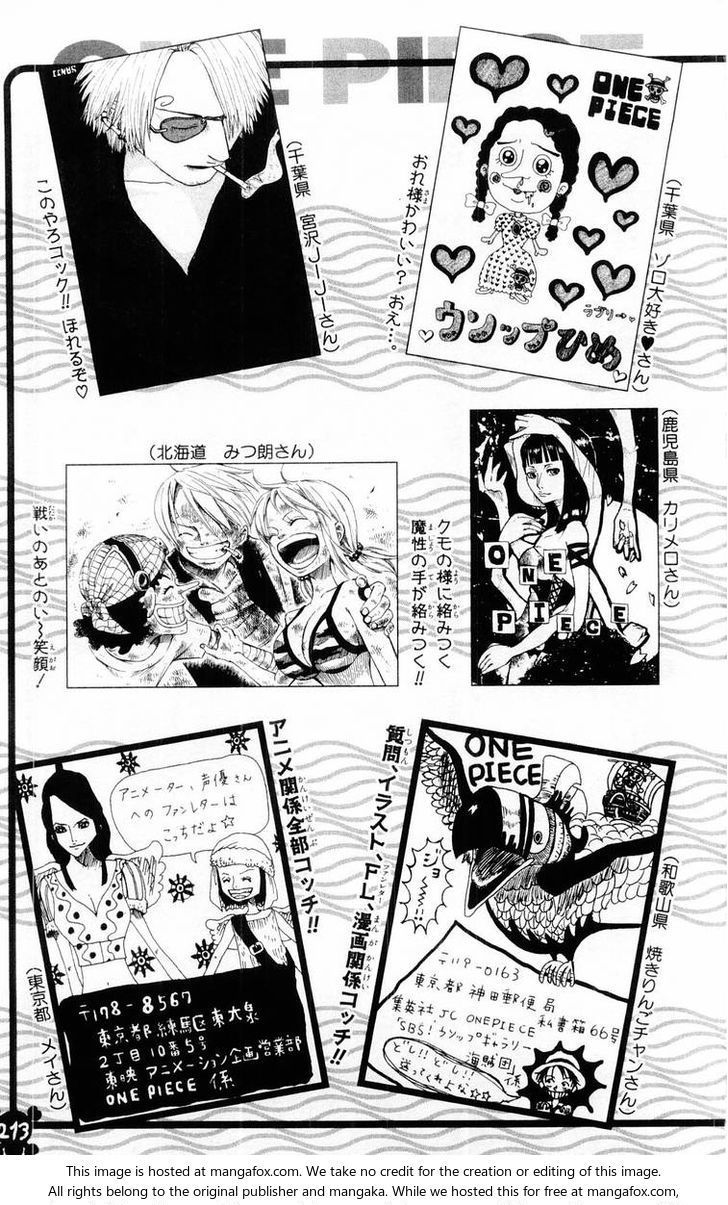 ONE PIECE
SANJI
このやろコック!! ほれるぞ♡
(千葉県 宮沢J―J―さん)
おれ様かわいい? おえ…。
ONE
PIECE
ラブリー→♡
ウソップひめ
(千葉県 ゾロ大好き♥さん)
(北海道 みつ朗さん)
戦いのあとのい〜笑顔!
クモの様に絡みつく
魔性の手が絡みつく!!
ONE
PIECE
(鹿児島県 カリメロさん)
アニメ関係全部コッチ!!
アニメーター、声優さん
へのファンレターは
こっちだよ☆
〒178-8567
東京都練馬区東大泉
2丁目10番5号
東映アニメーション企画営業部
ONE PIECE 係
(東京都 メイさん)
質問、イラスト、F L、漫画関係コッチ!!
ONE
PIECE
ジョ〜〜!!
〒119-0163
東京都 神田郵便局
私書箱66号
集英社 JC ONEPIECE
"SBS!ウソップギャラリー
海賊団"係
どし!!どし!!
送ってくれよな☆☆
(和歌山県 焼きりんごチャンさん)
213
This image is hosted at mangafox.com. We take no credit for the creation or editing of this image.
All rights belong to the original publisher and mangaka. While we hosted this for free at mangafox.com,